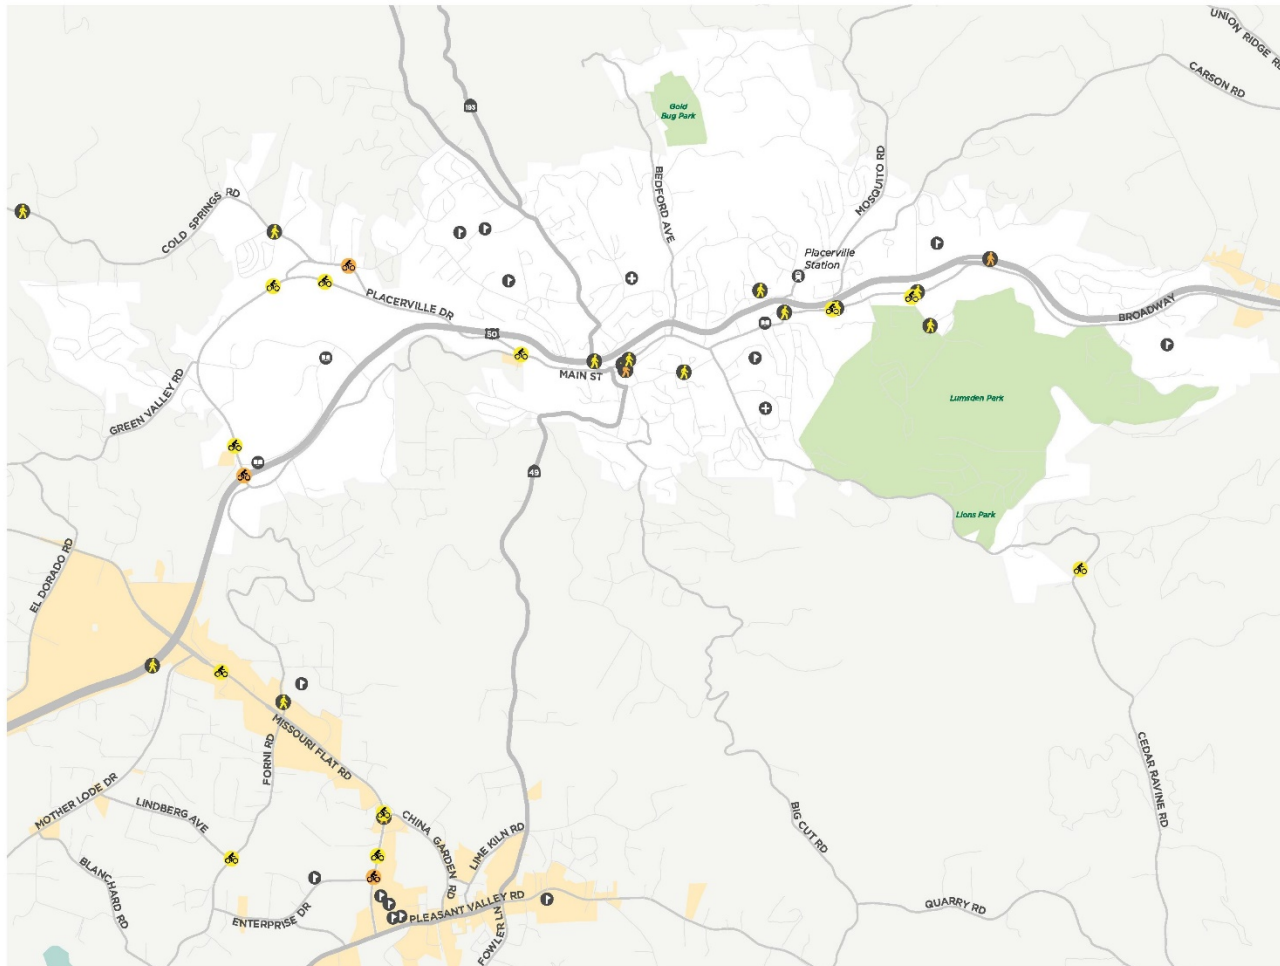 UNION RIDGE RD
CARSON RD
193
Gold
Bug Park
BEDFORD AVE
MOSQUITO RD
COLD SPRINGS RD
Placerville
Station
PLACERVILLE DR
50
BROADWAY
MAIN ST
GREEN VALLEY RD
Lumsden Park
49
Lions Park
EL DORADO RD
MISSOURI FLAT RD
FORNI RD
CEDAR RAVINE RD
MOTHER LODE DR
LINDBERG AVE
CHINA GARDEN RD
LIME KILN RD
BIG CUT RD
BLANCHARD RD
ENTERPRISE DR
PLEASANT VALLEY RD
QUARRY RD
FOWLER LN